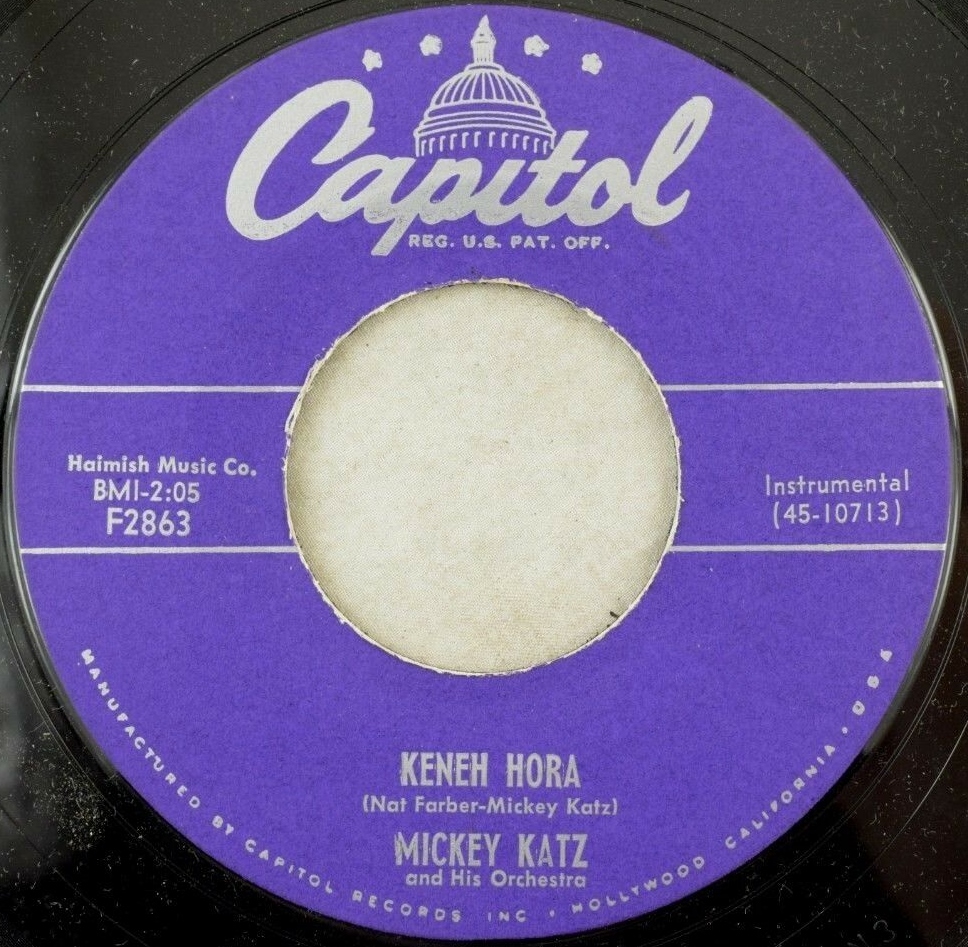 Capitol
REG. U.S. PAT. OFF.
Haimish Music Co.
BMI-2:05
F2863
Instrumental
(45-10713)
KENEH HORA
(Nat Farber-Mickey Katz)
MICKEY KATZ
and His Orchestra
MANUFACTURED BY CAPITOL RECORDS INC • HOLLYWOOD CALIFORNIA • USA